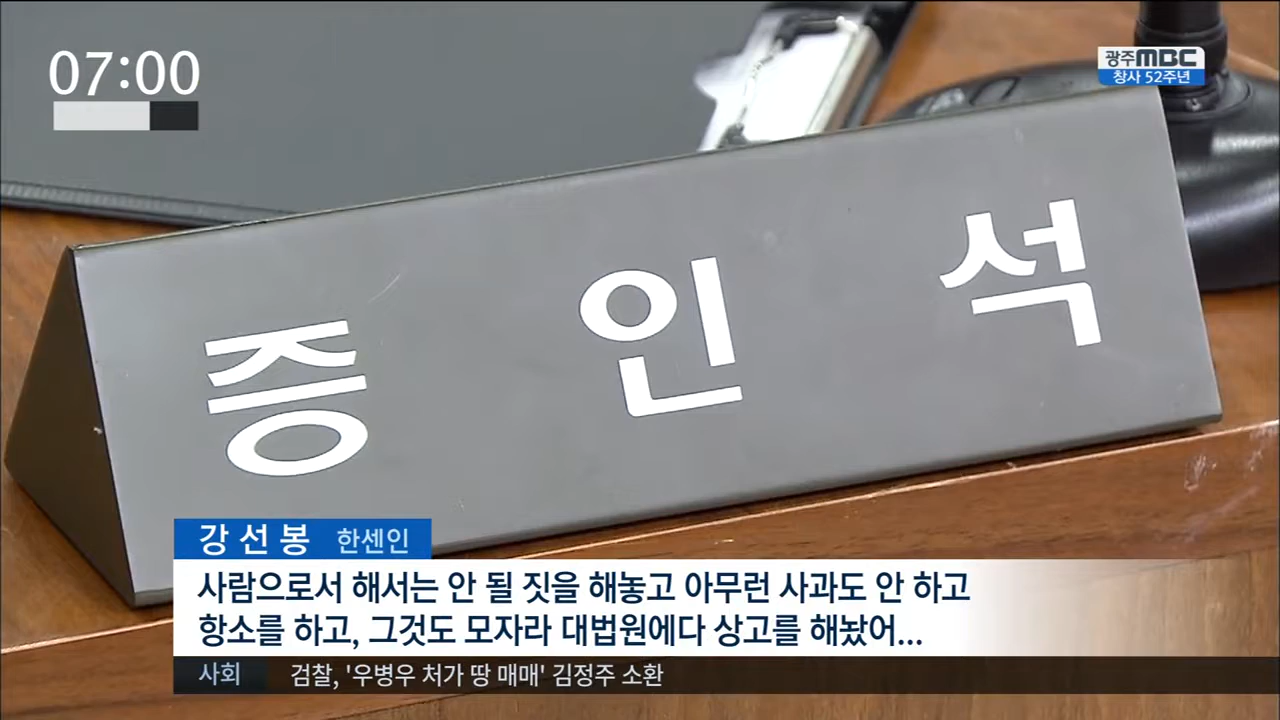 07:00
광주MBC
창사 52주년
증 인 석
강선봉 한센인
사람으로서 해서는 안 될 짓을 해놓고 아무런 사과도 안 하고
항소를 하고, 그것도 모자라 대법원에다 상고를 해놨어...
사회 검찰, '우병우 처가 땅 매매' 김정주 소환